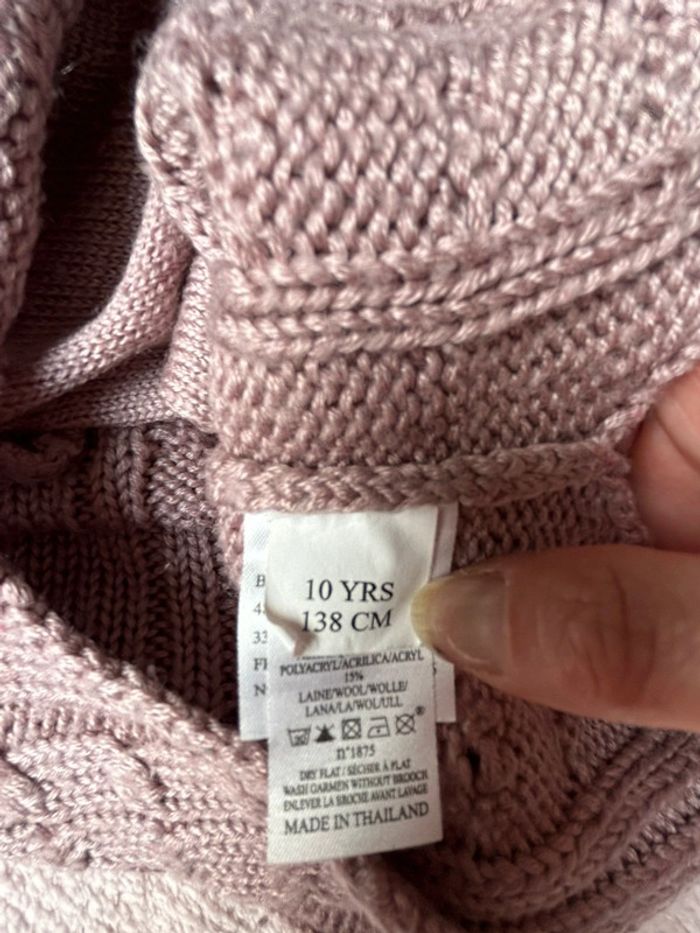 10 YRS
138 CM
POLYACRYL/ACRILICA/ACRYL
15%
LAINE/WOOL/WOLLE/
LANA/LA/WOL/ULL
n°1875
DRY FLAT / SÉCHER À PLAT
WASH GARMEN WITHOUT BROOCH
ENLEVER LA BROCHE AVANT LAVAGE
MADE IN THAILAND